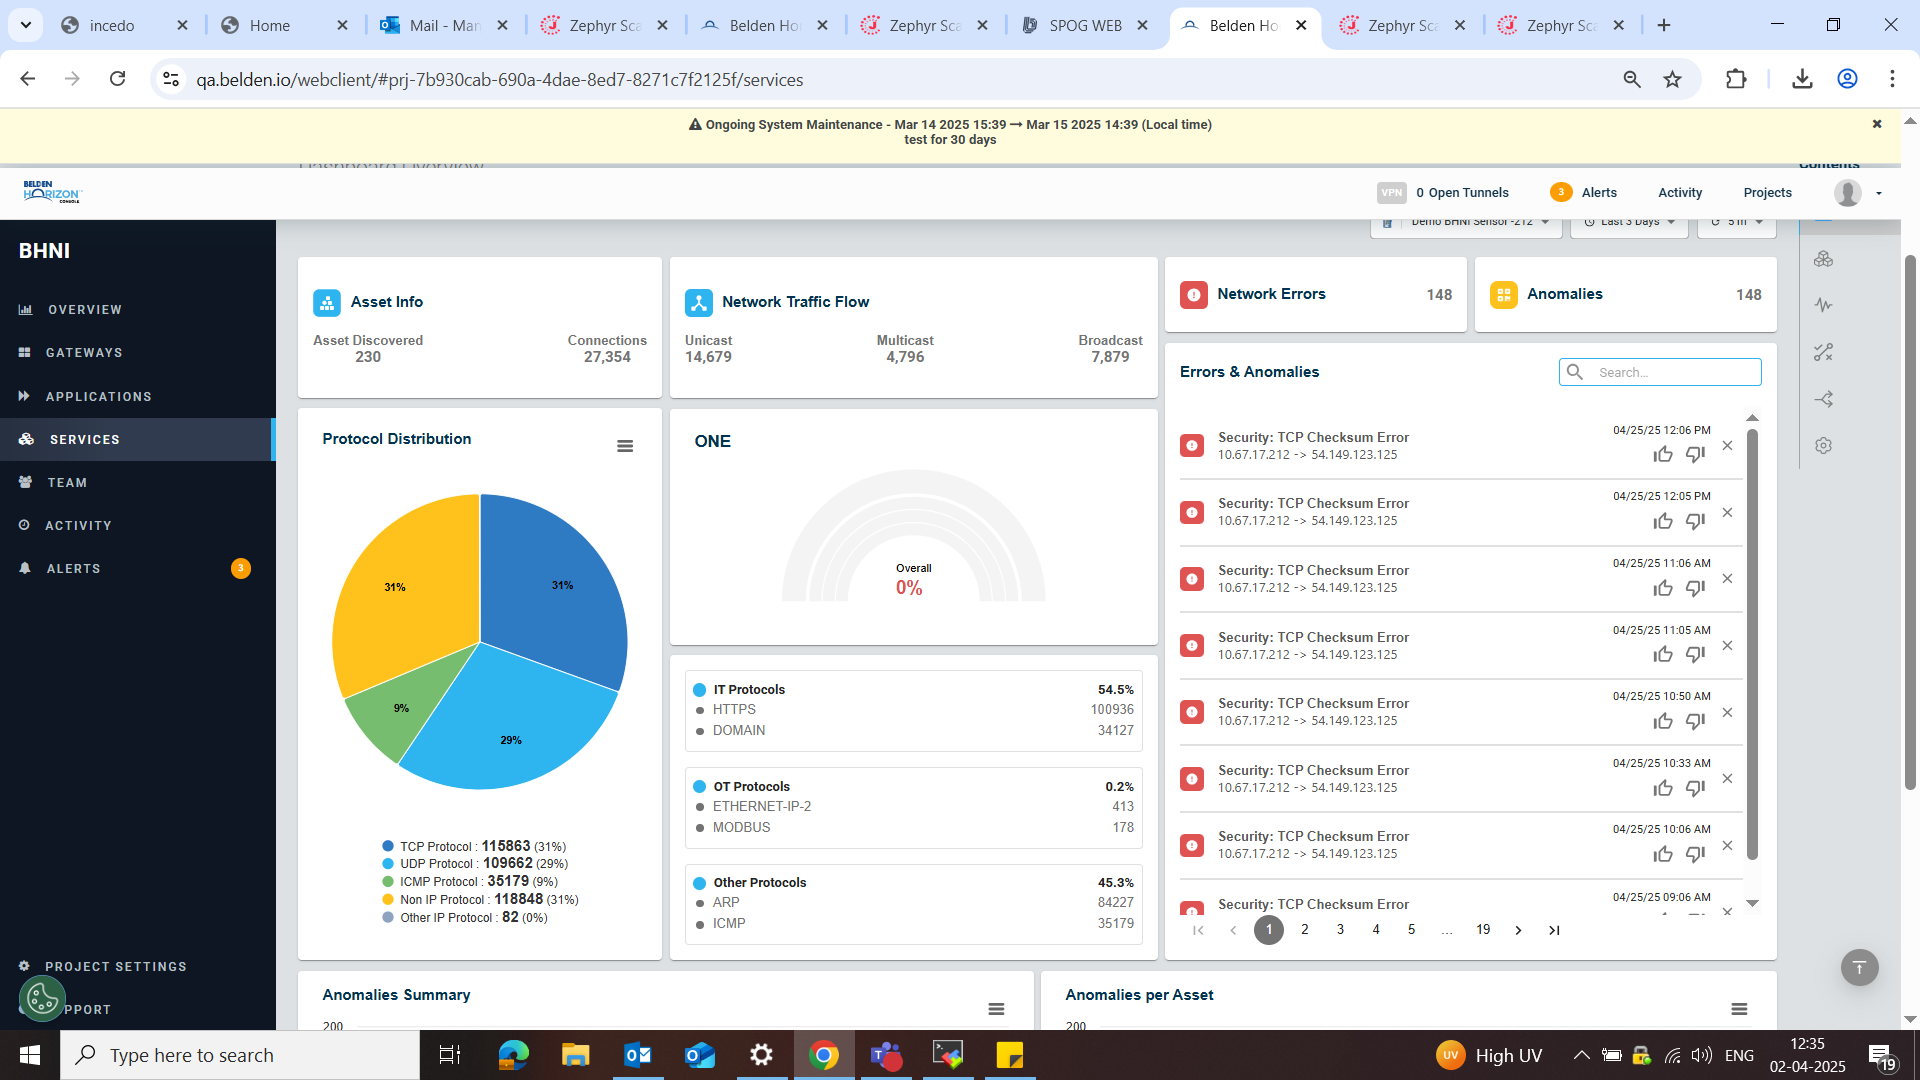 incedo
Home
Mail - Man
Zephyr Sca
Belden Ho
Zephyr Sca
SPOG WEB
Belden Ho
Zephyr Sca
Zephyr Sca
qa.belden.io/webclient/#prj-7b930cab-690a-4dae-8ed7-8271c7f2125f/services
Ongoing System Maintenance - Mar 14 2025 15:39 → Mar 15 2025 14:39 (Local time)
test for 30 days
Dashboard Overview
Contents
BELDEN
HORIZON
CONSOLE
VPN 0 Open Tunnels
3 Alerts
Activity
Projects
Demo BHNI Sensor -212
Last 3 Days
5 m
BHNI
OVERVIEW
GATEWAYS
APPLICATIONS
SERVICES
TEAM
ACTIVITY
ALERTS 3
PROJECT SETTINGS
PPORT
Asset Info
Asset Discovered
230
Connections
27,354
Network Traffic Flow
Unicast
14,679
Multicast
4,796
Broadcast
7,879
Network Errors 148
Anomalies 148
Protocol Distribution
31%
31%
9%
29%
TCP Protocol : 115863 (31%)
UDP Protocol : 109662 (29%)
ICMP Protocol : 35179 (9%)
Non IP Protocol : 118848 (31%)
Other IP Protocol : 82 (0%)
ONE
Overall
0%
IT Protocols 54.5%
HTTPS 100936
DOMAIN 34127
OT Protocols 0.2%
ETHERNET-IP-2 413
MODBUS 178
Other Protocols 45.3%
ARP 84227
ICMP 35179
Errors & Anomalies
Search...
Security: TCP Checksum Error 04/25/25 12:06 PM
10.67.17.212 -> 54.149.123.125
Security: TCP Checksum Error 04/25/25 12:05 PM
10.67.17.212 -> 54.149.123.125
Security: TCP Checksum Error 04/25/25 11:06 AM
10.67.17.212 -> 54.149.123.125
Security: TCP Checksum Error 04/25/25 11:05 AM
10.67.17.212 -> 54.149.123.125
Security: TCP Checksum Error 04/25/25 10:50 AM
10.67.17.212 -> 54.149.123.125
Security: TCP Checksum Error 04/25/25 10:33 AM
10.67.17.212 -> 54.149.123.125
Security: TCP Checksum Error 04/25/25 10:06 AM
10.67.17.212 -> 54.149.123.125
Security: TCP Checksum Error 04/25/25 09:06 AM
1 2 3 4 5 ... 19
Anomalies Summary
200
Anomalies per Asset
200
Type here to search
UV High UV
ENG
12:35
02-04-2025
19